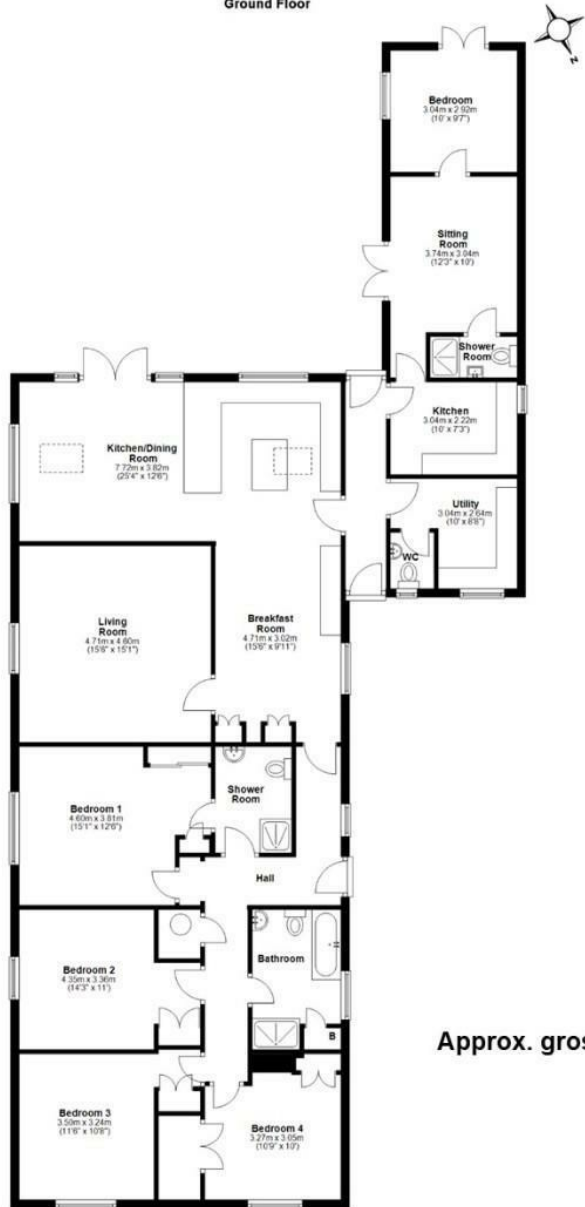 Ground Floor
N
Bedroom
3.04m x 2.92m
(10' x 9'7")
Sitting
Room
3.74m x 3.04m
(12'3" x 10')
Shower
Room
Kitchen
3.04m x 2.22m
(10' x 7'3")
Kitchen/Dining
Room
7.72m x 3.82m
(25'4" x 12'6")
Utility
3.04m x 2.64m
(10' x 8'8")
WC
Living
Room
4.71m x 4.60m
(15'6" x 15'1")
Breakfast
Room
4.71m x 3.02m
(15'6" x 9'11")
Shower
Room
Bedroom 1
4.60m x 3.81m
(15'1" x 12'6")
Hall
Bedroom 2
4.35m x 3.36m
(14'3" x 11')
Bathroom
B
Approx. gros
Bedroom 3
3.50m x 3.24m
(11'6" x 10'8")
Bedroom 4
3.27m x 3.05m
(10'9" x 10')